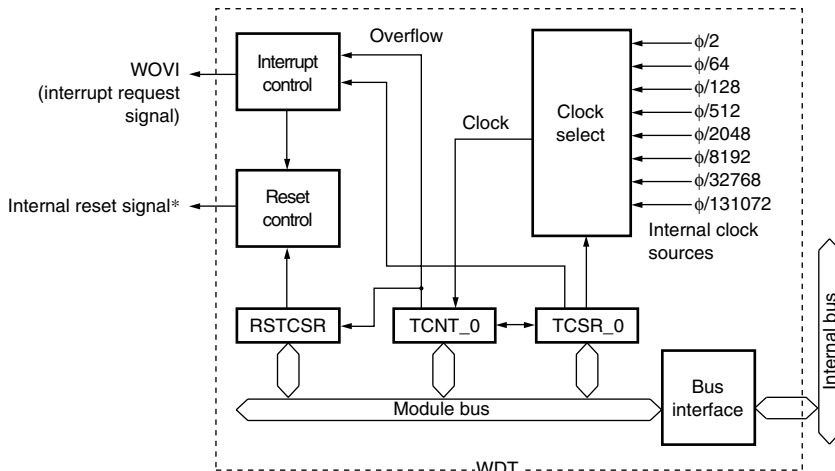 Overflow
WOVI
(interrupt request
signal)
Interrupt
control
Clock
Clock
select
ϕ/2
ϕ/64
ϕ/128
ϕ/512
ϕ/2048
ϕ/8192
ϕ/32768
ϕ/131072
Internal clock
sources
Internal reset signal*
Reset
control
RSTCSR
TCNT_0
TCSR_0
Module bus
Bus
interface
Internal bus
WDT